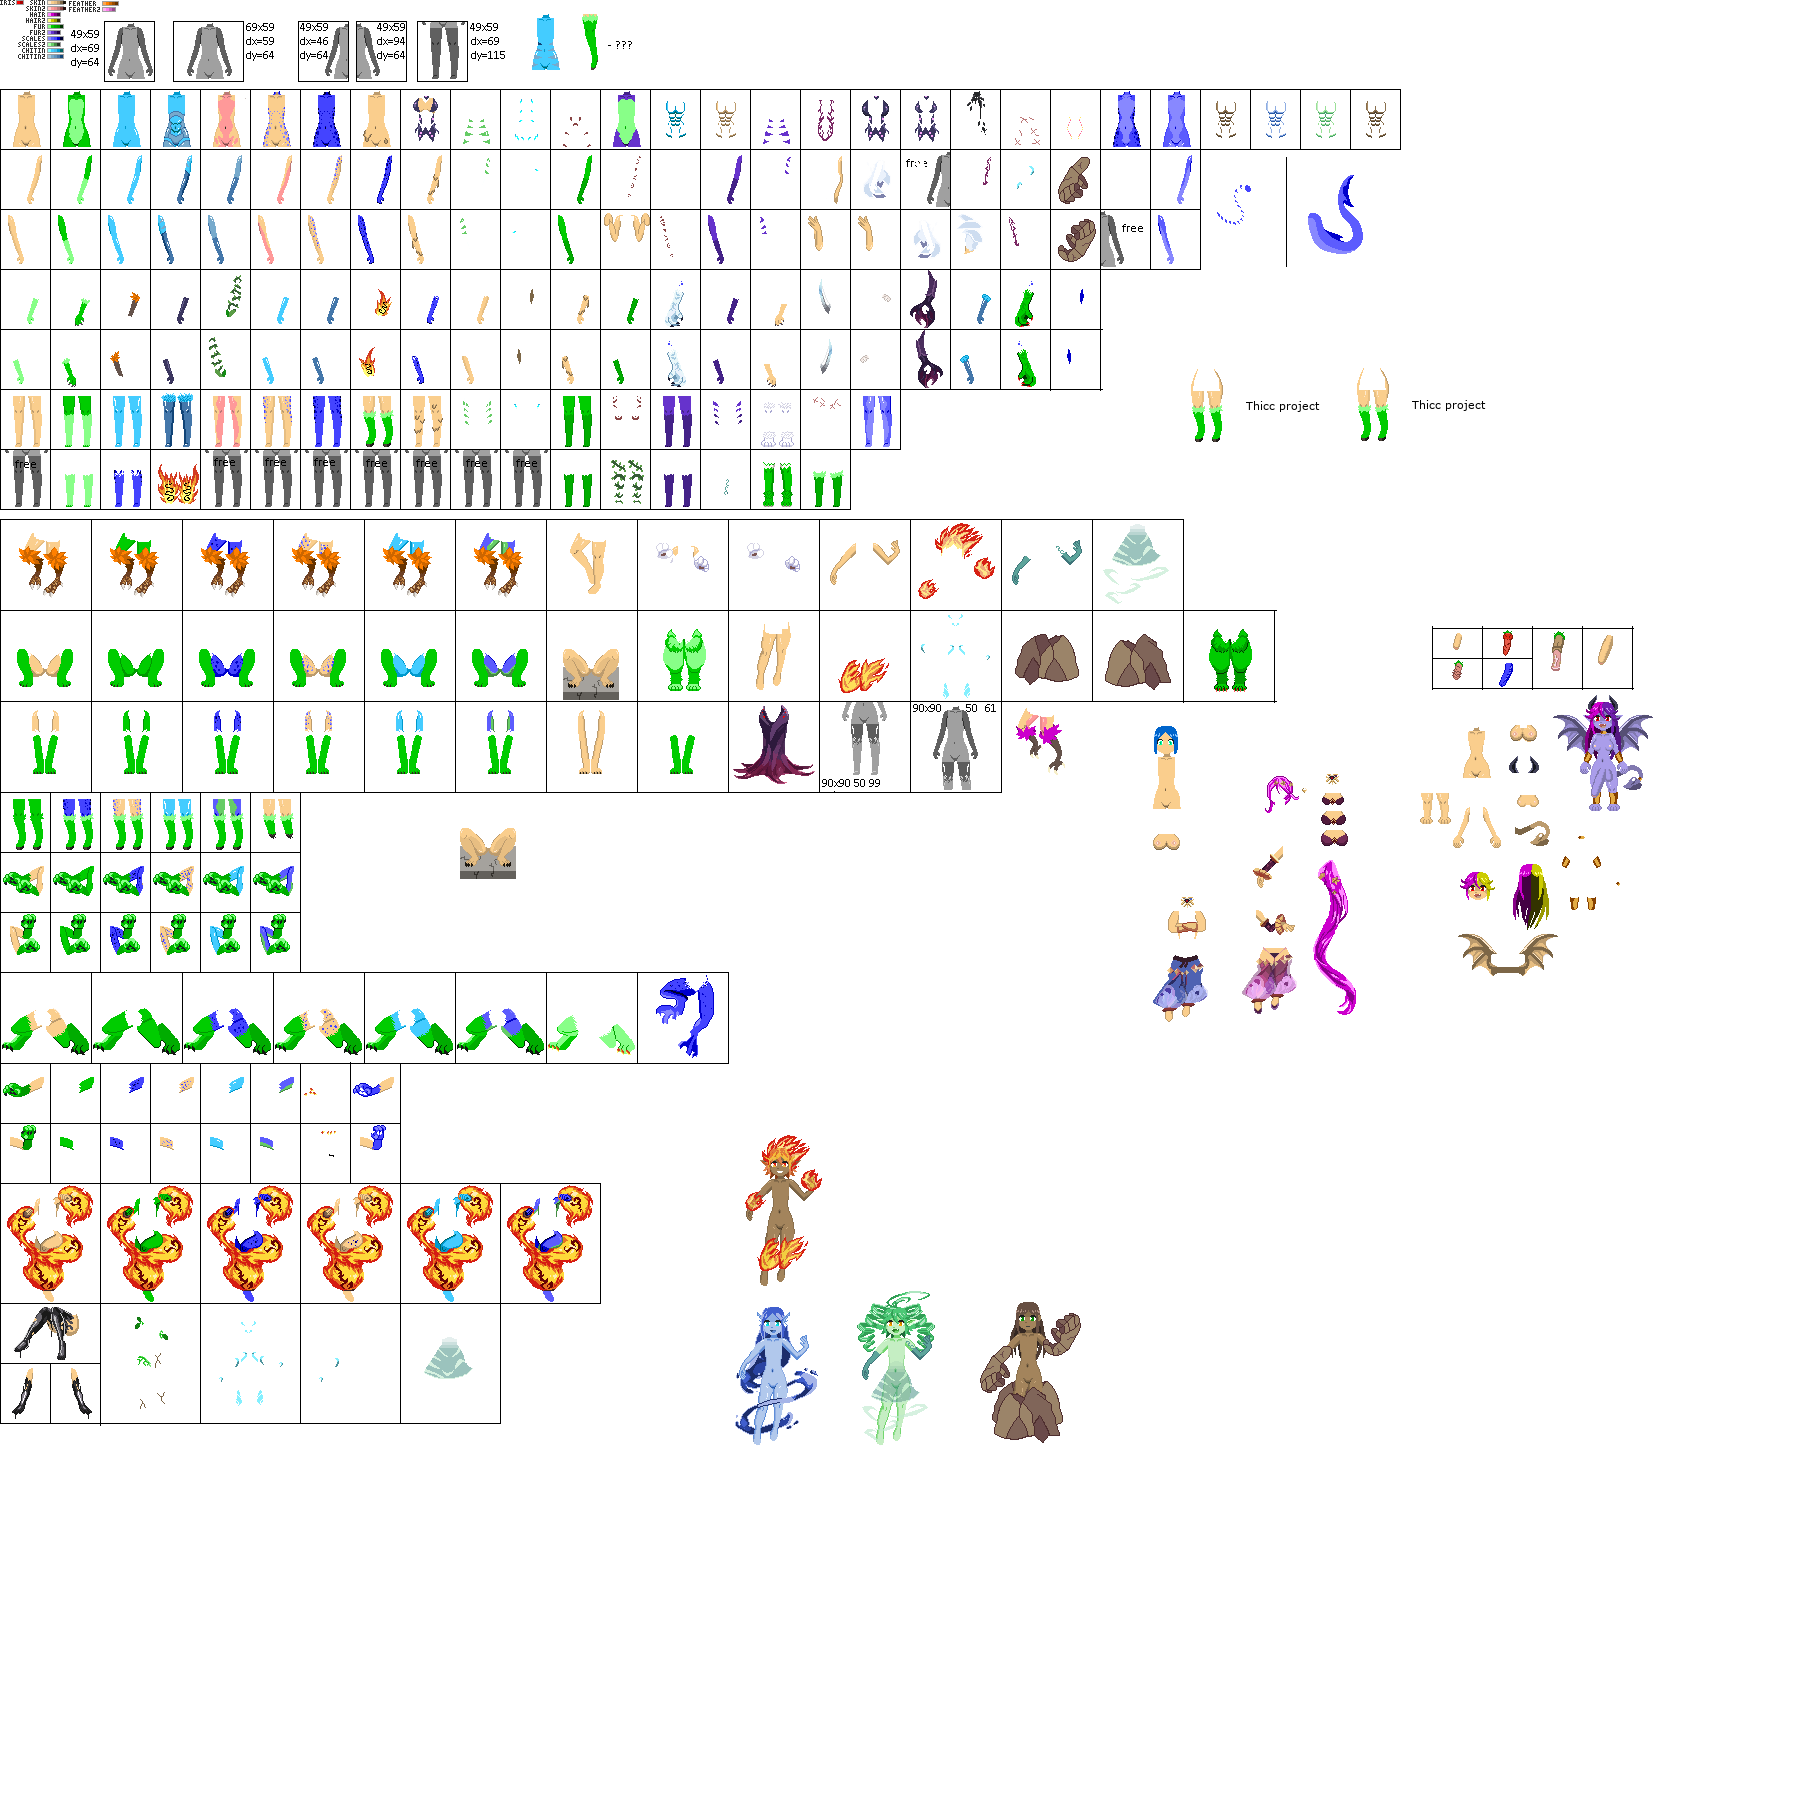 IRIS
SKIN
SKIN2
HAIR
HAIR2
FUR
FUR2
SCALES
SCALES2
CHITIN
CHITIN2
FEATHER
FEATHER2
49x59
dx=69
dy=64
69x59
dx=59
dy=64
49x59
dx=46
dy=64
49x59
dx=94
dy=64
49x59
dx=69
dy=115
- ???
free
free
Thicc project
Thicc project
free
free
free
free
free
free
free
free
90x90 50 61
90x90 50 99